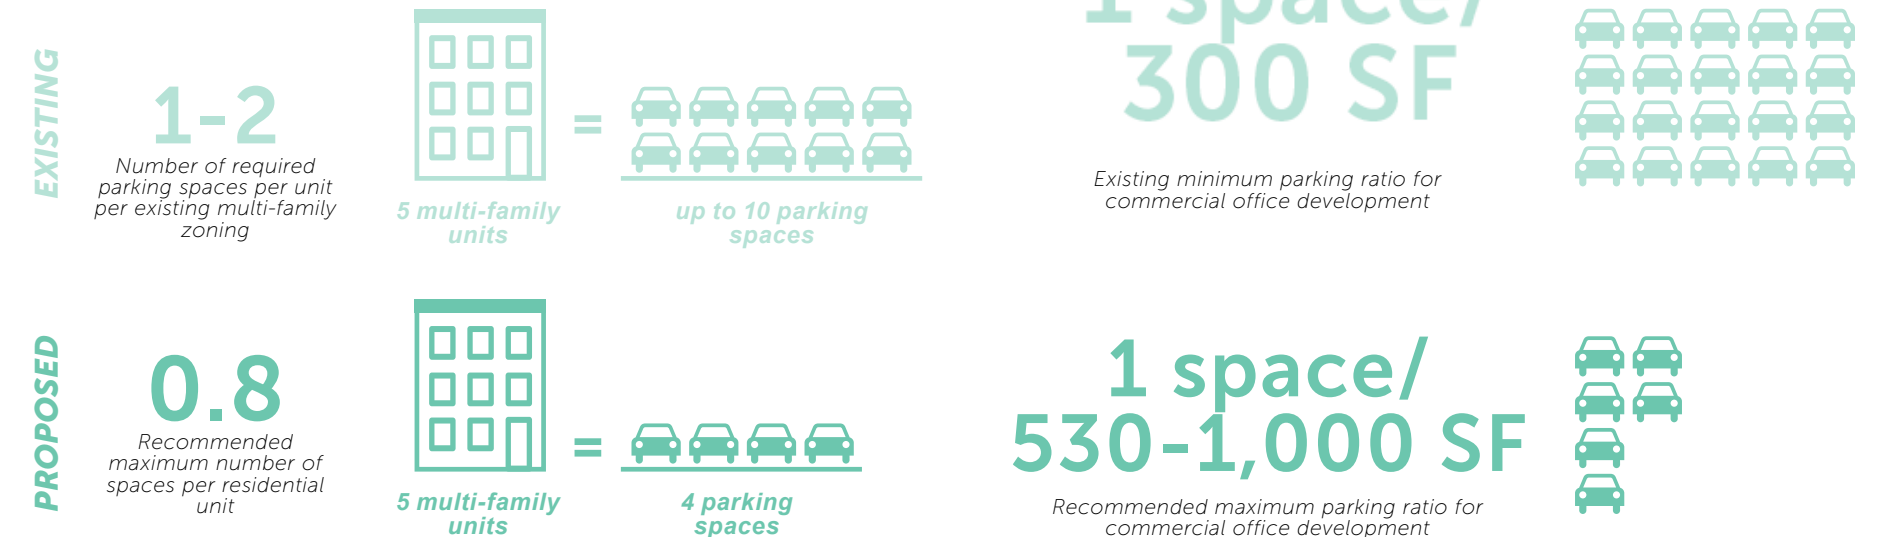 EXISTING
1-2
Number of required
parking spaces per unit
per existing multi-family
zoning
=
5 multi-family
units
up to 10 parking
spaces
1 space/
300 SF
Existing minimum parking ratio for
commercial office development
PROPOSED
0.8
Recommended
maximum number of
spaces per residential
unit
=
5 multi-family
units
4 parking
spaces
1 space/
530-1,000 SF
Recommended maximum parking ratio for
commercial office development